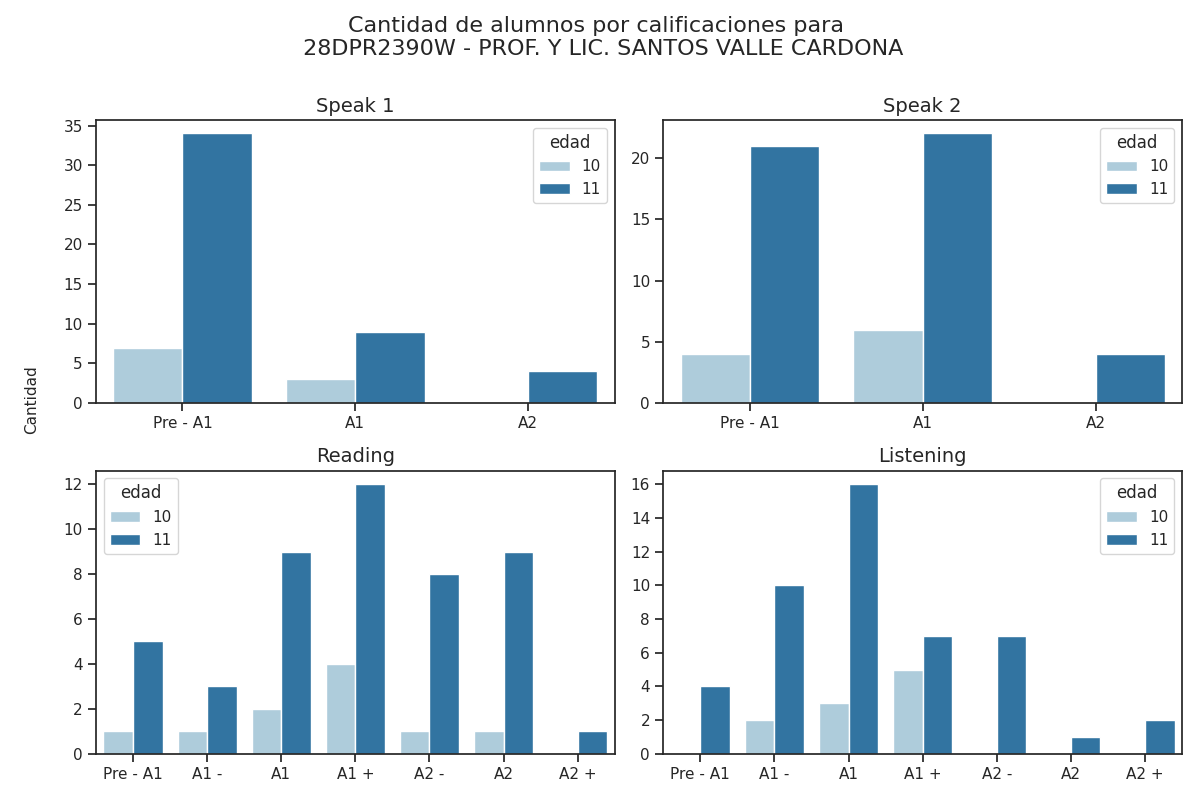 Cantidad de alumnos por calificaciones para
28DPR2390W - PROF. Y LIC. SANTOS VALLE CARDONA
Cantidad
Speak 1
35
30
25
20
15
10
5
0
Pre - A1 A1 A2
edad
10
11
Speak 2
20
15
10
5
0
Pre - A1 A1 A2
edad
10
11
Reading
12
10
8
6
4
2
0
Pre - A1 A1 - A1 A1 + A2 - A2 A2 +
edad
10
11
Listening
16
14
12
10
8
6
4
2
0
Pre - A1 A1 - A1 A1 + A2 - A2 A2 +
edad
10
11